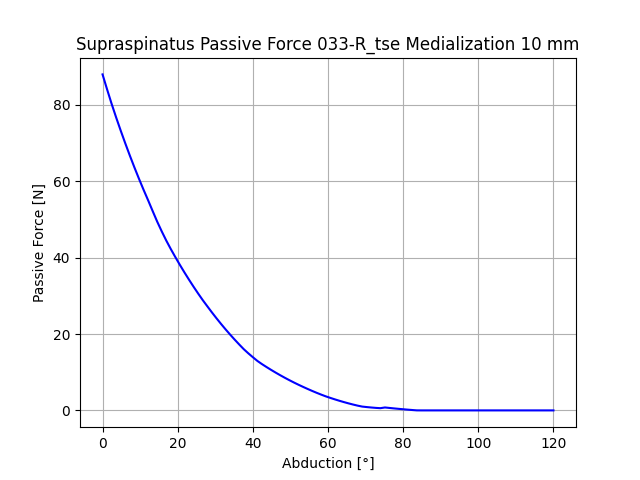 Supraspinatus Passive Force 033-R_tse Medialization 10 mm
Passive Force [N]
80
60
40
20
0
0 20 40 60 80 100 120
Abduction [°]